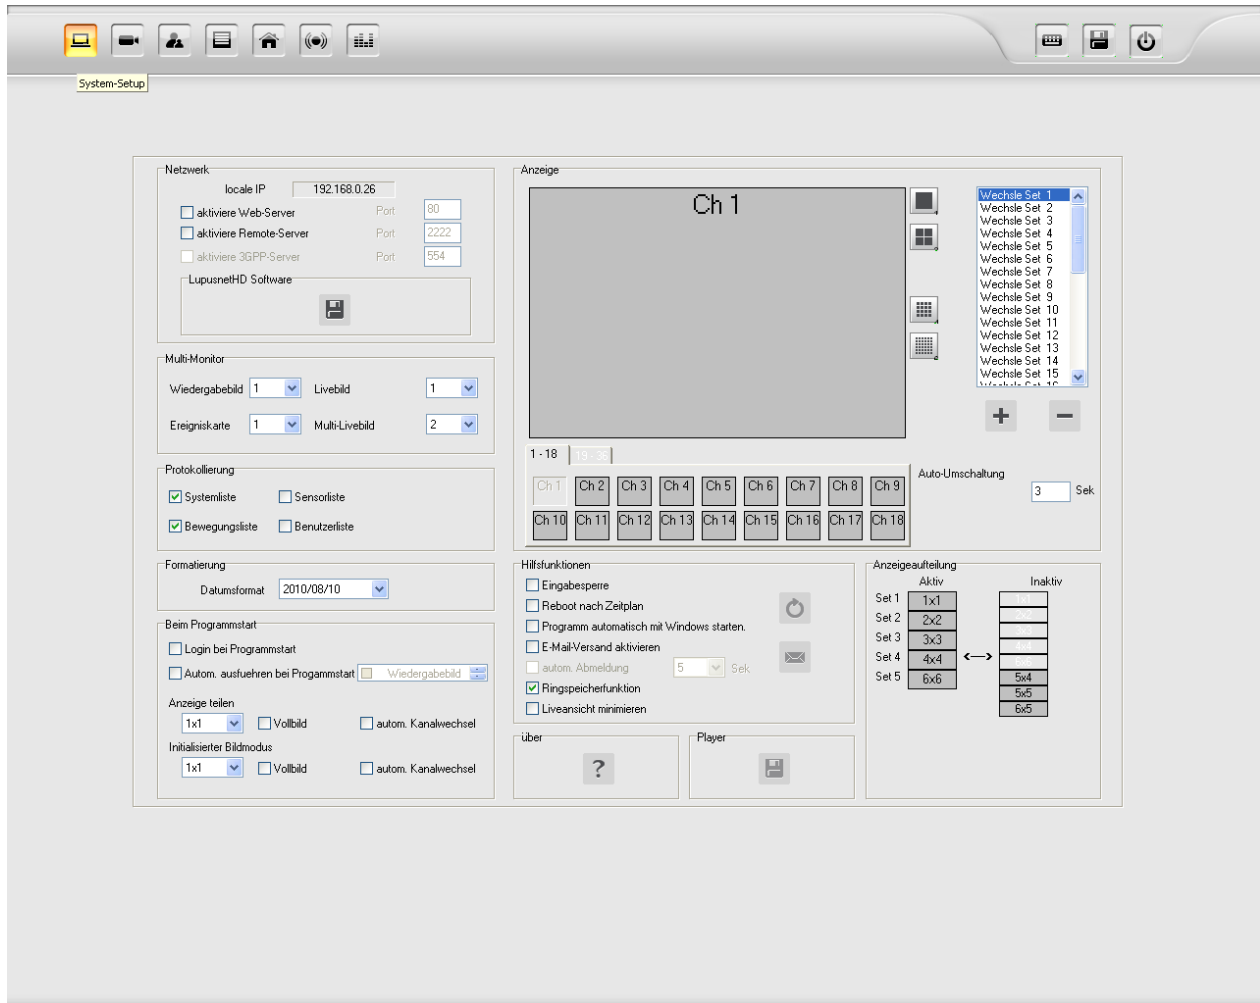 System-Setup
Netzwerk
locale IP 192.168.0.26
aktiviere Web-Server Port 80
aktiviere Remote-Server Port 2222
aktiviere 3GPP-Server Port 554
LupusnetHD Software
Multi-Monitor
Wiedergabebild 1 Livebild 1
Ereigniskarte 1 Multi-Livebild 2
Protokollierung
Systemliste Sensorliste
Bewegungsliste Benutzerliste
Formatierung
Datumsformat 2010/08/10
Beim Programmstart
Login bei Programmstart
Autom. ausfuehren bei Progammstart Wiedergabebild
Anzeige teilen
1x1 Vollbild autom. Kanalwechsel
Initialisierter Bildmodus
1x1 Vollbild autom. Kanalwechsel
Anzeige
Ch 1
Wechsle Set 1
Wechsle Set 2
Wechsle Set 3
Wechsle Set 4
Wechsle Set 5
Wechsle Set 6
Wechsle Set 7
Wechsle Set 8
Wechsle Set 9
Wechsle Set 10
Wechsle Set 11
Wechsle Set 12
Wechsle Set 13
Wechsle Set 14
Wechsle Set 15
Wechsle Set 16
+ −
1 - 18 19 - 36
Ch 1 Ch 2 Ch 3 Ch 4 Ch 5 Ch 6 Ch 7 Ch 8 Ch 9
Ch 10 Ch 11 Ch 12 Ch 13 Ch 14 Ch 15 Ch 16 Ch 17 Ch 18
Auto-Umschaltung
3 Sek
Hilfsfunktionen
Eingabesperre
Reboot nach Zeitplan
Programm automatisch mit Windows starten.
E-Mail-Versand aktivieren
autom. Abmeldung 5 Sek.
Ringspeicherfunktion
Liveansicht minimieren
über
?
Player
Anzeigeaufteilung
Aktiv Inaktiv
Set 1 1x1 1x1
Set 2 2x2 2x2
Set 3 3x3 3x3
Set 4 4x4 <--> 4x4
Set 5 6x6 6x6
5x4
5x5
6x5